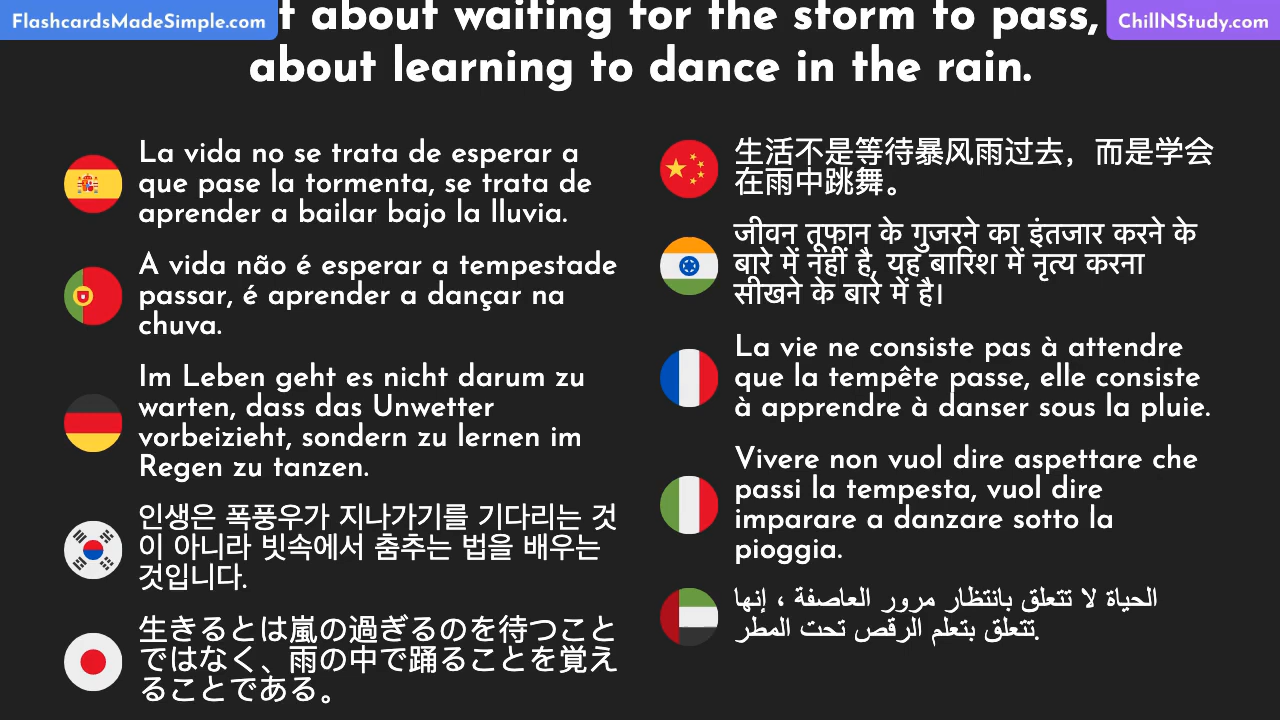 FlashcardsMadeSimple.com
ChillNStudy.com
t about waiting for the storm to pass,
about learning to dance in the rain.
La vida no se trata de esperar a
que pase la tormenta, se trata de
aprender a bailar bajo la lluvia.
A vida não é esperar a tempestade
passar, é aprender a dançar na
chuva.
Im Leben geht es nicht darum zu
warten, dass das Unwetter
vorbeizieht, sondern zu lernen im
Regen zu tanzen.
인생은 폭풍우가 지나가기를 기다리는 것
이 아니라 빗속에서 춤추는 법을 배우는
것입니다.
生きるとは嵐の過ぎるのを待つこと
ではなく、雨の中で踊ることを覚え
ることである。
生活不是等待暴风雨过去，而是学会
在雨中跳舞。
जीवन तूफान के गुजरने का इंतजार करने के
बारे में नहीं है, यह बारिश में नृत्य करना
सीखने के बारे में है।
La vie ne consiste pas à attendre
que la tempête passe, elle consiste
à apprendre à danser sous la pluie.
Vivere non vuol dire aspettare che
passi la tempesta, vuol dire
imparare a danzare sotto la
pioggia.
الحياة لا تتعلق بانتظار مرور العاصفة ، إنها
تتعلق بتعلم الرقص تحت المطر.